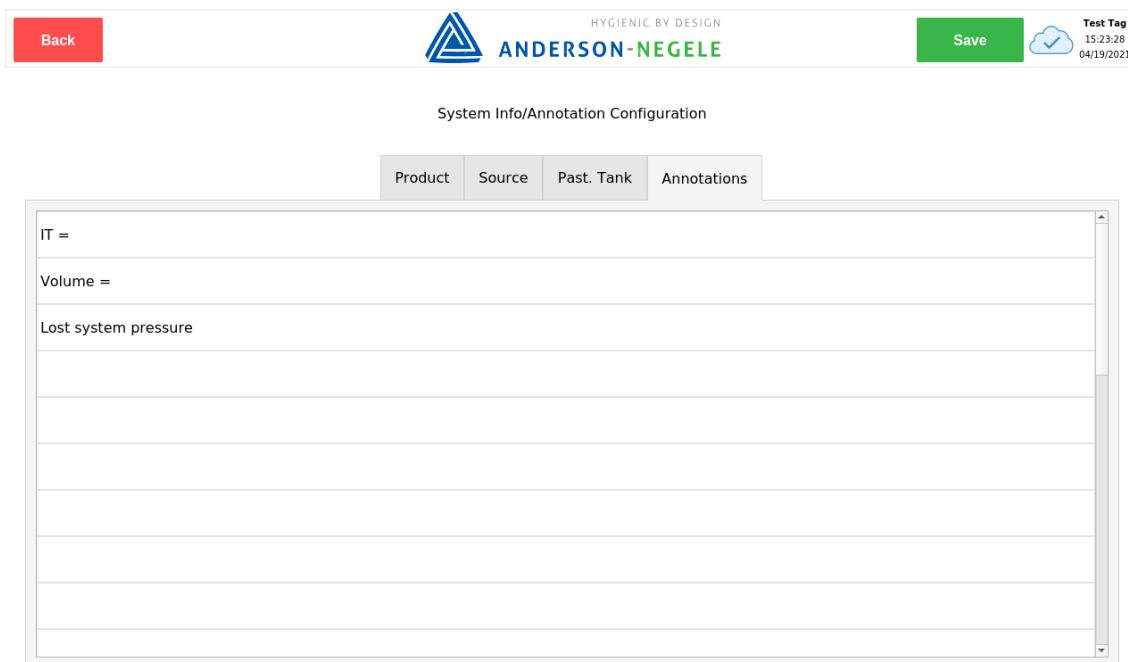 Back
HYGIENIC BY DESIGN
ANDERSON-NEGELE
Save
Test Tag
15:23:28
04/19/2021
System Info/Annotation Configuration
Product
Source
Past. Tank
Annotations
IT =
Volume =
Lost system pressure